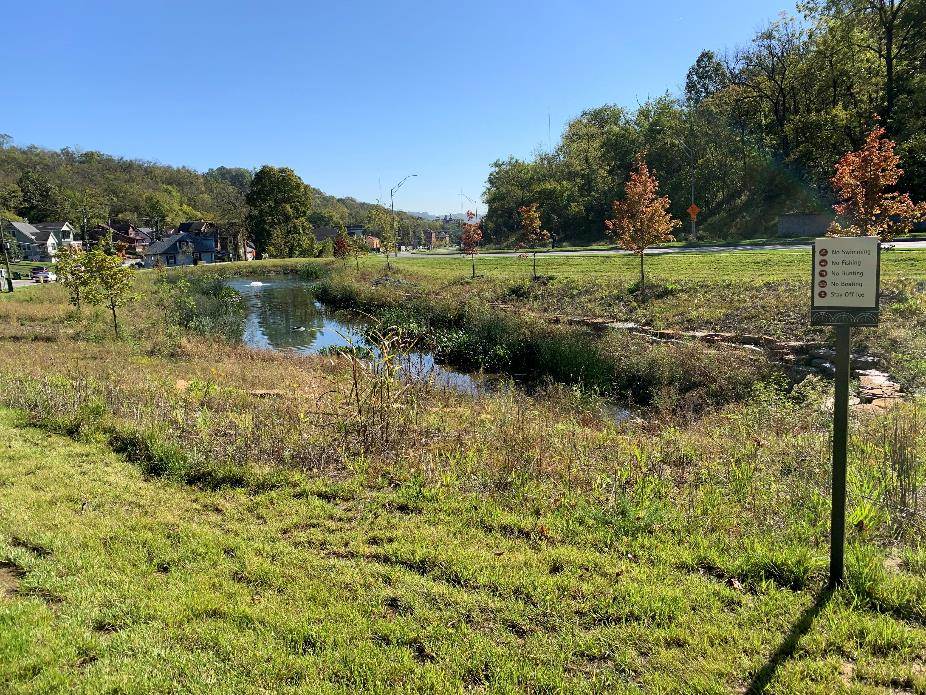 No Swimming
No Fishing
No Hunting
No Boating
Stay Off Ice